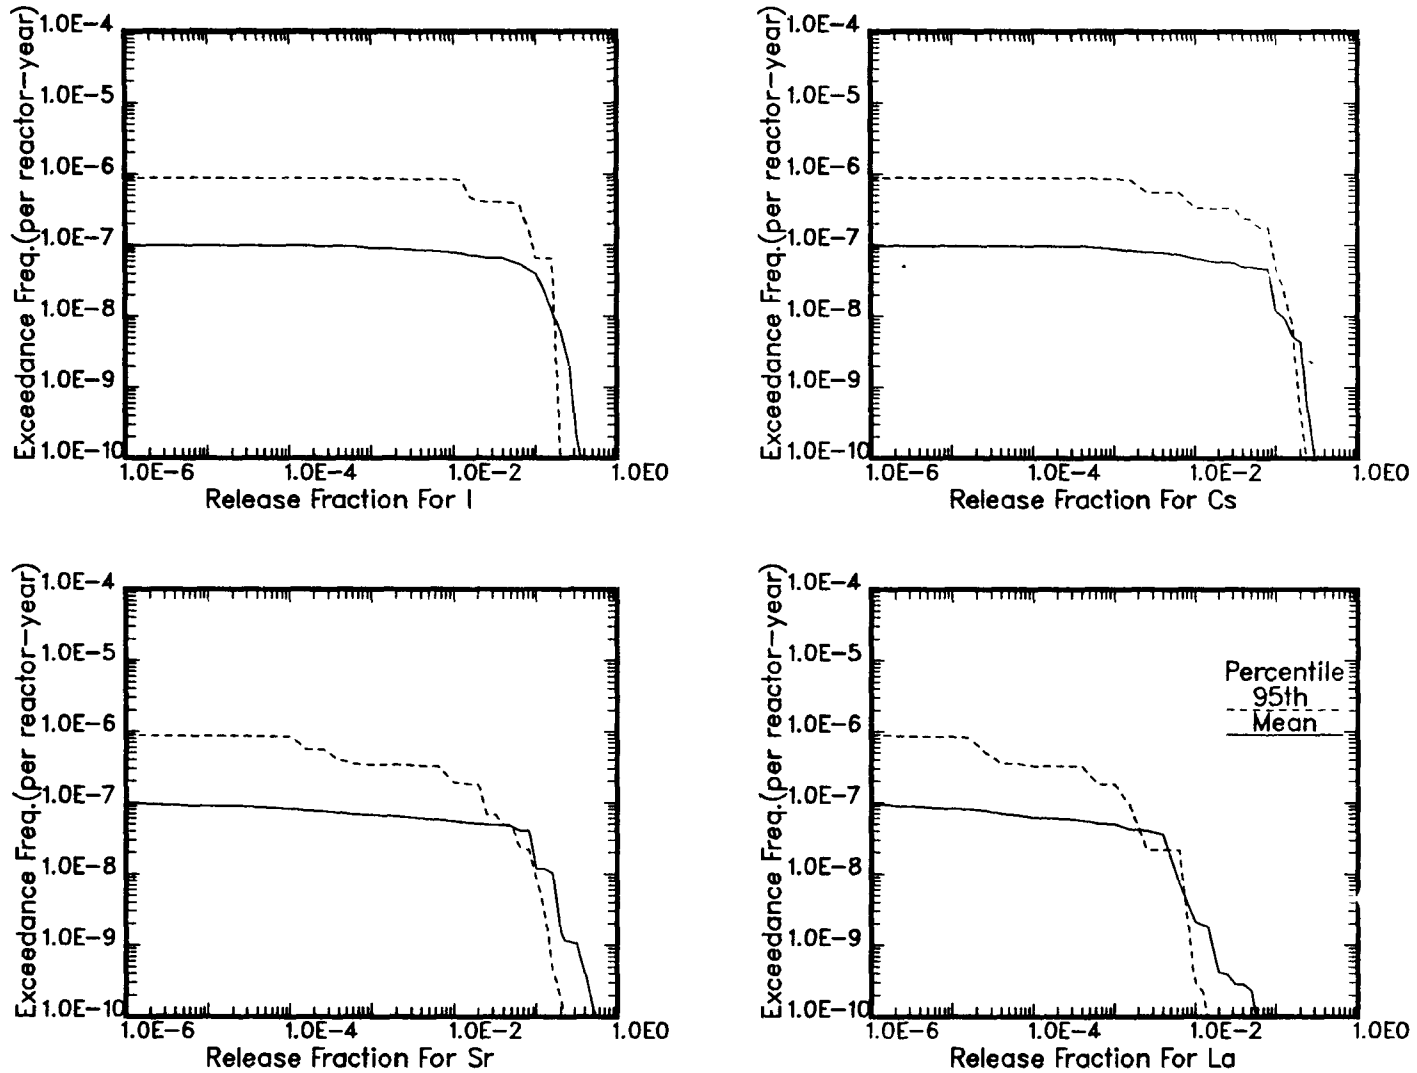 Exceedance Freq.(per reactor-year)
1.0E-4
1.0E-5
1.0E-6
1.0E-7
1.0E-8
1.0E-9
1.0E-10
1.0E-6 1.0E-4 1.0E-2 1.0E0
Release Fraction For I
Exceedance Freq.(per reactor-year)
1.0E-4
1.0E-5
1.0E-6
1.0E-7
1.0E-8
1.0E-9
1.0E-10
1.0E-6 1.0E-4 1.0E-2 1.0E0
Release Fraction For Cs
Exceedance Freq.(per reactor-year)
1.0E-4
1.0E-5
1.0E-6
1.0E-7
1.0E-8
1.0E-9
1.0E-10
1.0E-6 1.0E-4 1.0E-2 1.0E0
Release Fraction For Sr
Exceedance Freq.(per reactor-year)
1.0E-4
1.0E-5
1.0E-6
1.0E-7
1.0E-8
1.0E-9
1.0E-10
Percentile
95th
Mean
1.0E-6 1.0E-4 1.0E-2 1.0E0
Release Fraction For La